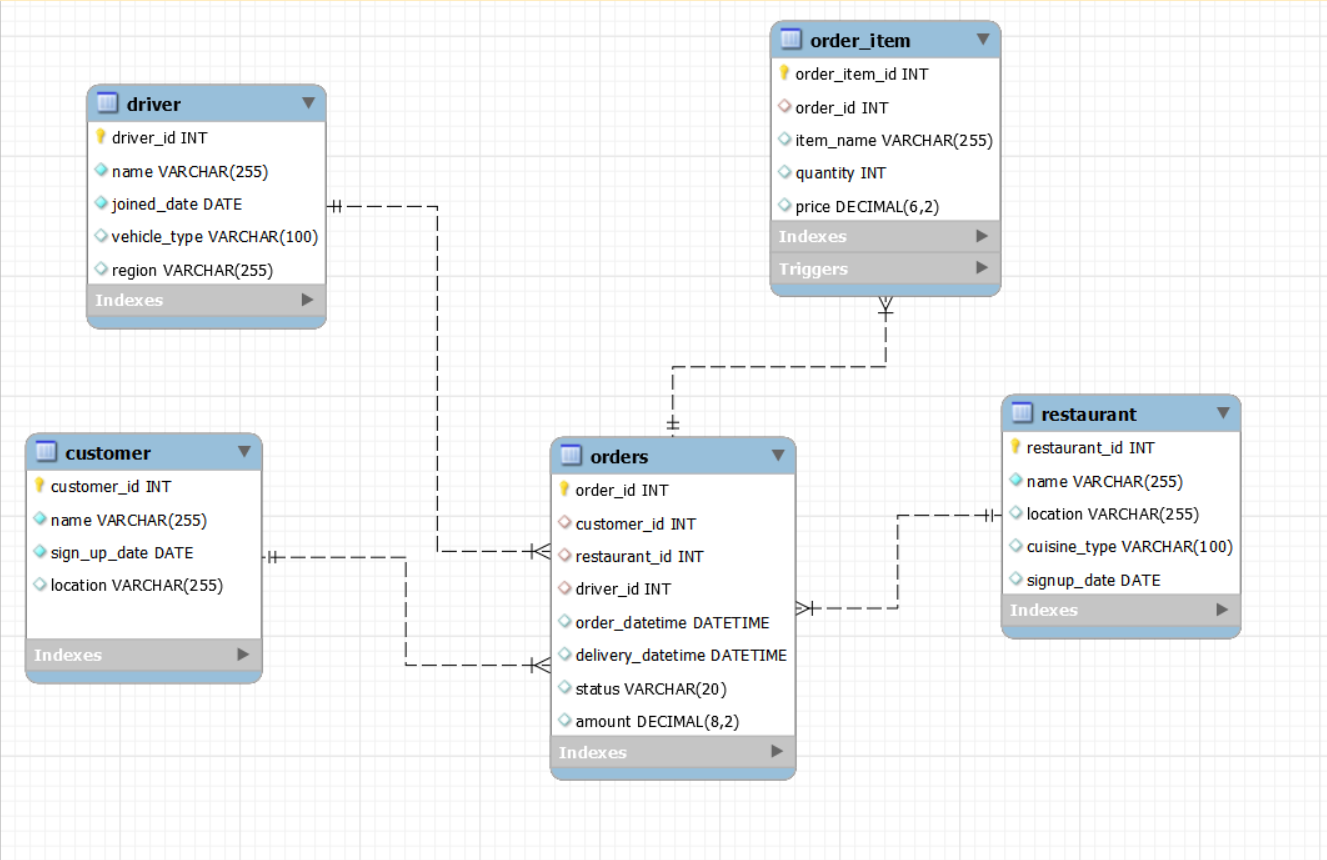 driver
driver_id INT
name VARCHAR(255)
joined_date DATE
vehicle_type VARCHAR(100)
region VARCHAR(255)
Indexes
order_item
order_item_id INT
order_id INT
item_name VARCHAR(255)
quantity INT
price DECIMAL(6,2)
Indexes
Triggers
customer
customer_id INT
name VARCHAR(255)
sign_up_date DATE
location VARCHAR(255)
Indexes
orders
order_id INT
customer_id INT
restaurant_id INT
driver_id INT
order_datetime DATETIME
delivery_datetime DATETIME
status VARCHAR(20)
amount DECIMAL(8,2)
Indexes
restaurant
restaurant_id INT
name VARCHAR(255)
location VARCHAR(255)
cuisine_type VARCHAR(100)
signup_date DATE
Indexes